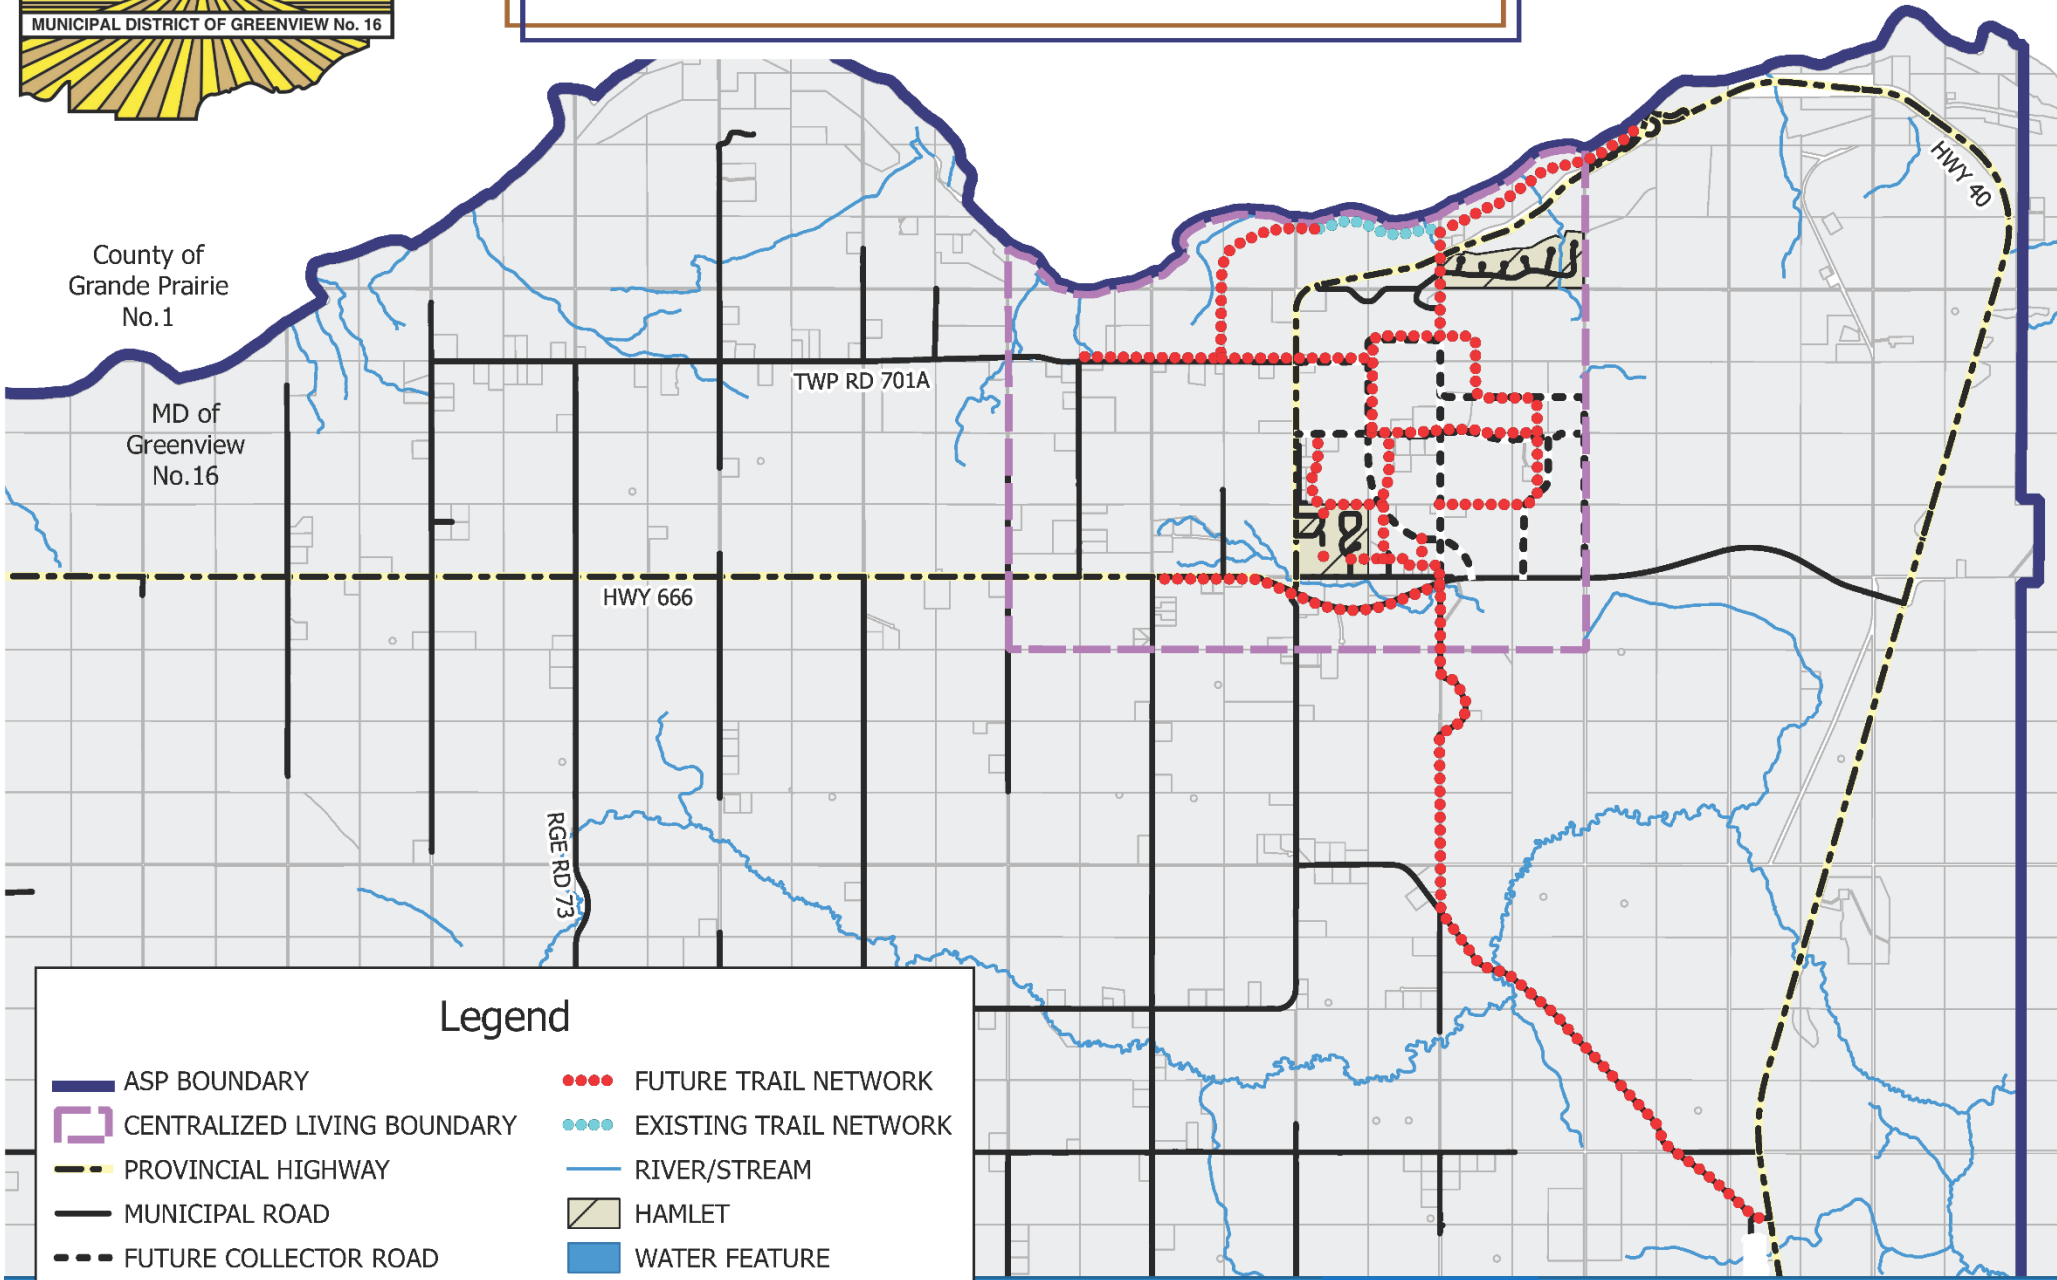 MUNICIPAL DISTRICT OF GREENVIEW No. 16
HWY 40
County of
Grande Prairie
No.1
TWP RD 701A
MD of
Greenview
No.16
HWY 666
RGE RD 73
Legend
ASP BOUNDARY
CENTRALIZED LIVING BOUNDARY
PROVINCIAL HIGHWAY
MUNICIPAL ROAD
FUTURE COLLECTOR ROAD
FUTURE TRAIL NETWORK
EXISTING TRAIL NETWORK
RIVER/STREAM
HAMLET
WATER FEATURE